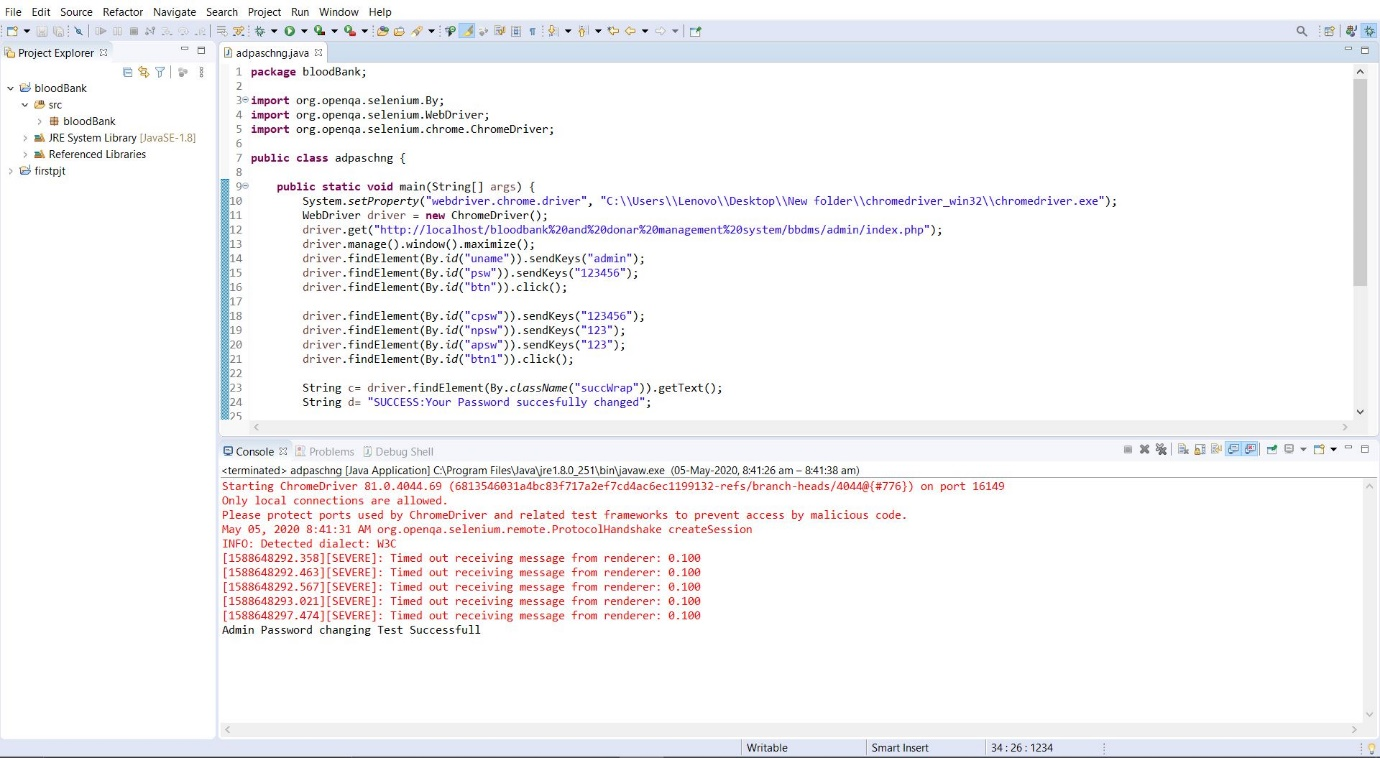 File Edit Source Refactor Navigate Search Project Run Window Help
Project Explorer
bloodBank
src
bloodBank
JRE System Library [JavaSE-1.8]
Referenced Libraries
firstpjt
adpaschng.java
1 package bloodBank;
2
3 import org.openqa.selenium.By;
4 import org.openqa.selenium.WebDriver;
5 import org.openqa.selenium.chrome.ChromeDriver;
6
7 public class adpaschng {
8
9 public static void main(String[] args) {
10 System.setProperty("webdriver.chrome.driver", "C:\\Users\\Lenovo\\Desktop\\New folder\\chromedriver_win32\\chromedriver.exe");
11 WebDriver driver = new ChromeDriver();
12 driver.get("http://localhost/bloodbank%20and%20donar%20management%20system/bbdms/admin/index.php");
13 driver.manage().window().maximize();
14 driver.findElement(By.id("uname")).sendKeys("admin");
15 driver.findElement(By.id("psw")).sendKeys("123456");
16 driver.findElement(By.id("btn")).click();
17
18 driver.findElement(By.id("cpsw")).sendKeys("123456");
19 driver.findElement(By.id("npsw")).sendKeys("123");
20 driver.findElement(By.id("apsw")).sendKeys("123");
21 driver.findElement(By.id("btn1")).click();
22
23 String c= driver.findElement(By.className("succWrap")).getText();
24 String d= "SUCCESS:Your Password succesfully changed";
25
Console Problems Debug Shell
<terminated> adpaschng [Java Application] C:\Program Files\Java\jre1.8.0_251\bin\javaw.exe (05-May-2020, 8:41:26 am – 8:41:38 am)
Starting ChromeDriver 81.0.4044.69 (6813546031a4bc83f717a2ef7cd4ac6ec1199132-refs/branch-heads/4044@{#776}) on port 16149
Only local connections are allowed.
Please protect ports used by ChromeDriver and related test frameworks to prevent access by malicious code.
May 05, 2020 8:41:31 AM org.openqa.selenium.remote.ProtocolHandshake createSession
INFO: Detected dialect: W3C
[1588648292.358][SEVERE]: Timed out receiving message from renderer: 0.100
[1588648292.463][SEVERE]: Timed out receiving message from renderer: 0.100
[1588648292.567][SEVERE]: Timed out receiving message from renderer: 0.100
[1588648293.021][SEVERE]: Timed out receiving message from renderer: 0.100
[1588648297.474][SEVERE]: Timed out receiving message from renderer: 0.100
Admin Password changing Test Successfull
Writable Smart Insert 34 : 26 : 1234